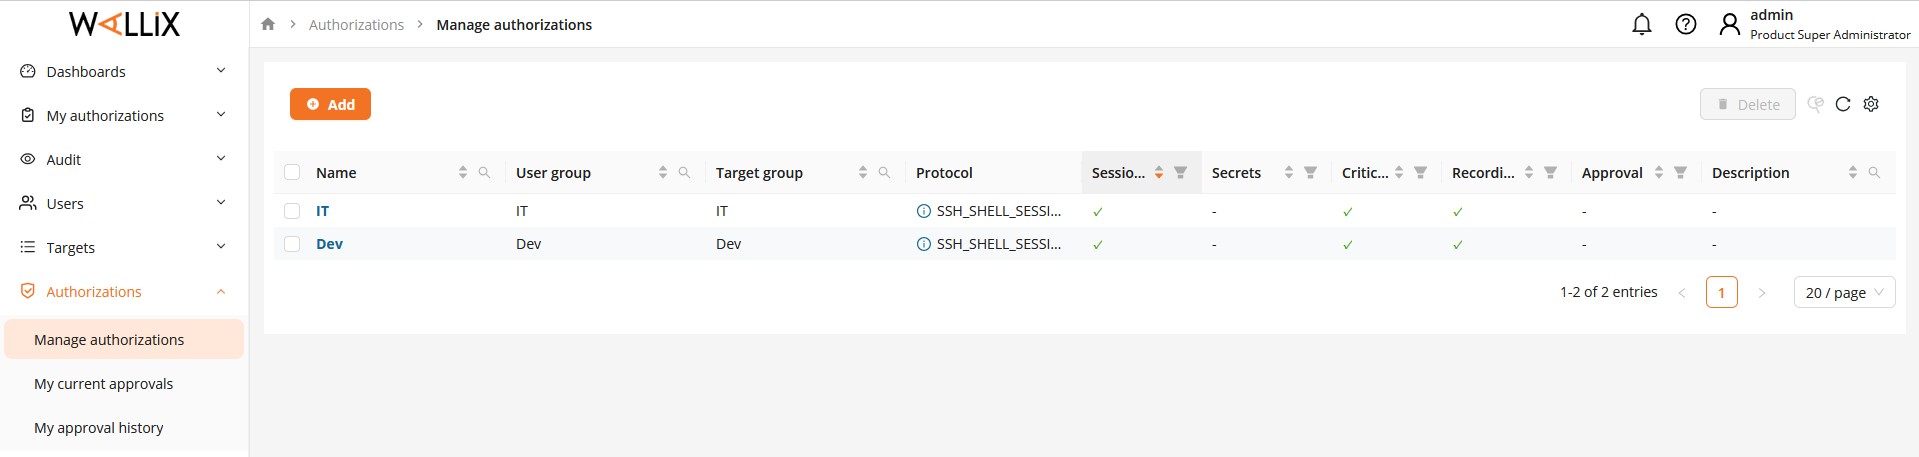 WALLIX
Authorizations
Manage authorizations
admin
Product Super Administrator
Dashboards
My authorizations
Audit
Users
Targets
Authorizations
Manage authorizations
My current approvals
My approval history
Add
Delete
Name User group Target group Protocol Sessio... Secrets Critic... Recordi... Approval Description
IT IT IT SSH_SHELL_SESSI... ✓ - ✓ ✓ - -
Dev Dev Dev SSH_SHELL_SESSI... ✓ - ✓ ✓ - -
1-2 of 2 entries < 1 > 20 / page